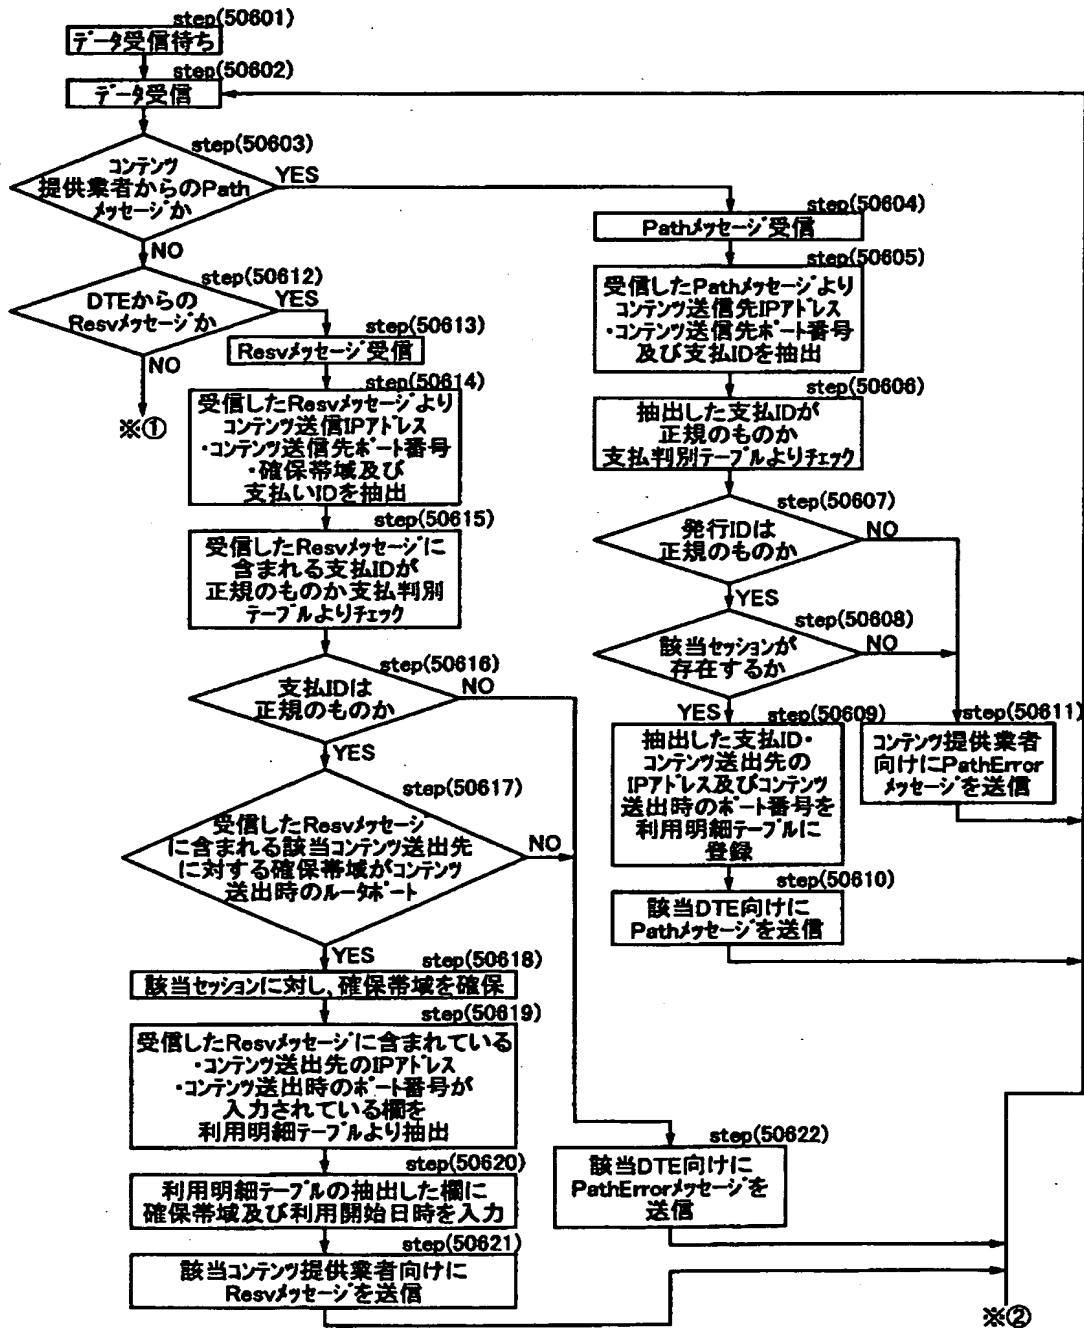 step(50601)
データ受信待ち
step(50602)
データ受信
step(50603)
コンテンツ
提供業者からのPath
メッセージか
YES
NO
step(50604)
Pathメッセージ受信
step(50605)
受信したPathメッセージより
コンテンツ送信先IPアドレス
・コンテンツ送信先ポート番号
及び支払IDを抽出
step(50606)
抽出した支払IDが
正規のものか
支払判別テーブルよりチェック
step(50607)
発行IDは
正規のものか
NO
YES
step(50608)
該当セッションが
存在するか
NO
YES
step(50609)
抽出した支払ID・
コンテンツ送出先の
IPアドレス及びコンテンツ
送出時のポート番号を
利用明細テーブルに
登録
step(50610)
該当DTE向けに
Pathメッセージを送信
step(50611)
コンテンツ提供業者
向けにPathError
メッセージを送信
step(50612)
DTEからの
Resvメッセージか
YES
NO
※①
step(50613)
Resvメッセージ受信
step(50614)
受信したResvメッセージより
コンテンツ送信IPアドレス
・コンテンツ送信先ポート番号
・確保帯域及び
支払いIDを抽出
step(50615)
受信したResvメッセージに
含まれる支払IDが
正規のものか支払判別
テーブルよりチェック
step(50616)
支払IDは
正規のものか
NO
YES
step(50617)
受信したResvメッセージ
に含まれる該当コンテンツ送出先
に対する確保帯域がコンテンツ
送出時のルータポート
NO
YES
step(50618)
該当セッションに対し、確保帯域を確保
step(50619)
受信したResvメッセージに含まれている
・コンテンツ送出先のIPアドレス
・コンテンツ送出時のポート番号が
入力されている欄を
利用明細テーブルより抽出
step(50620)
利用明細テーブルの抽出した欄に
確保帯域及び利用開始日時を入力
step(50621)
該当コンテンツ提供業者向けに
Resvメッセージを送信
step(50622)
該当DTE向けに
PathErrorメッセージを
送信
※②